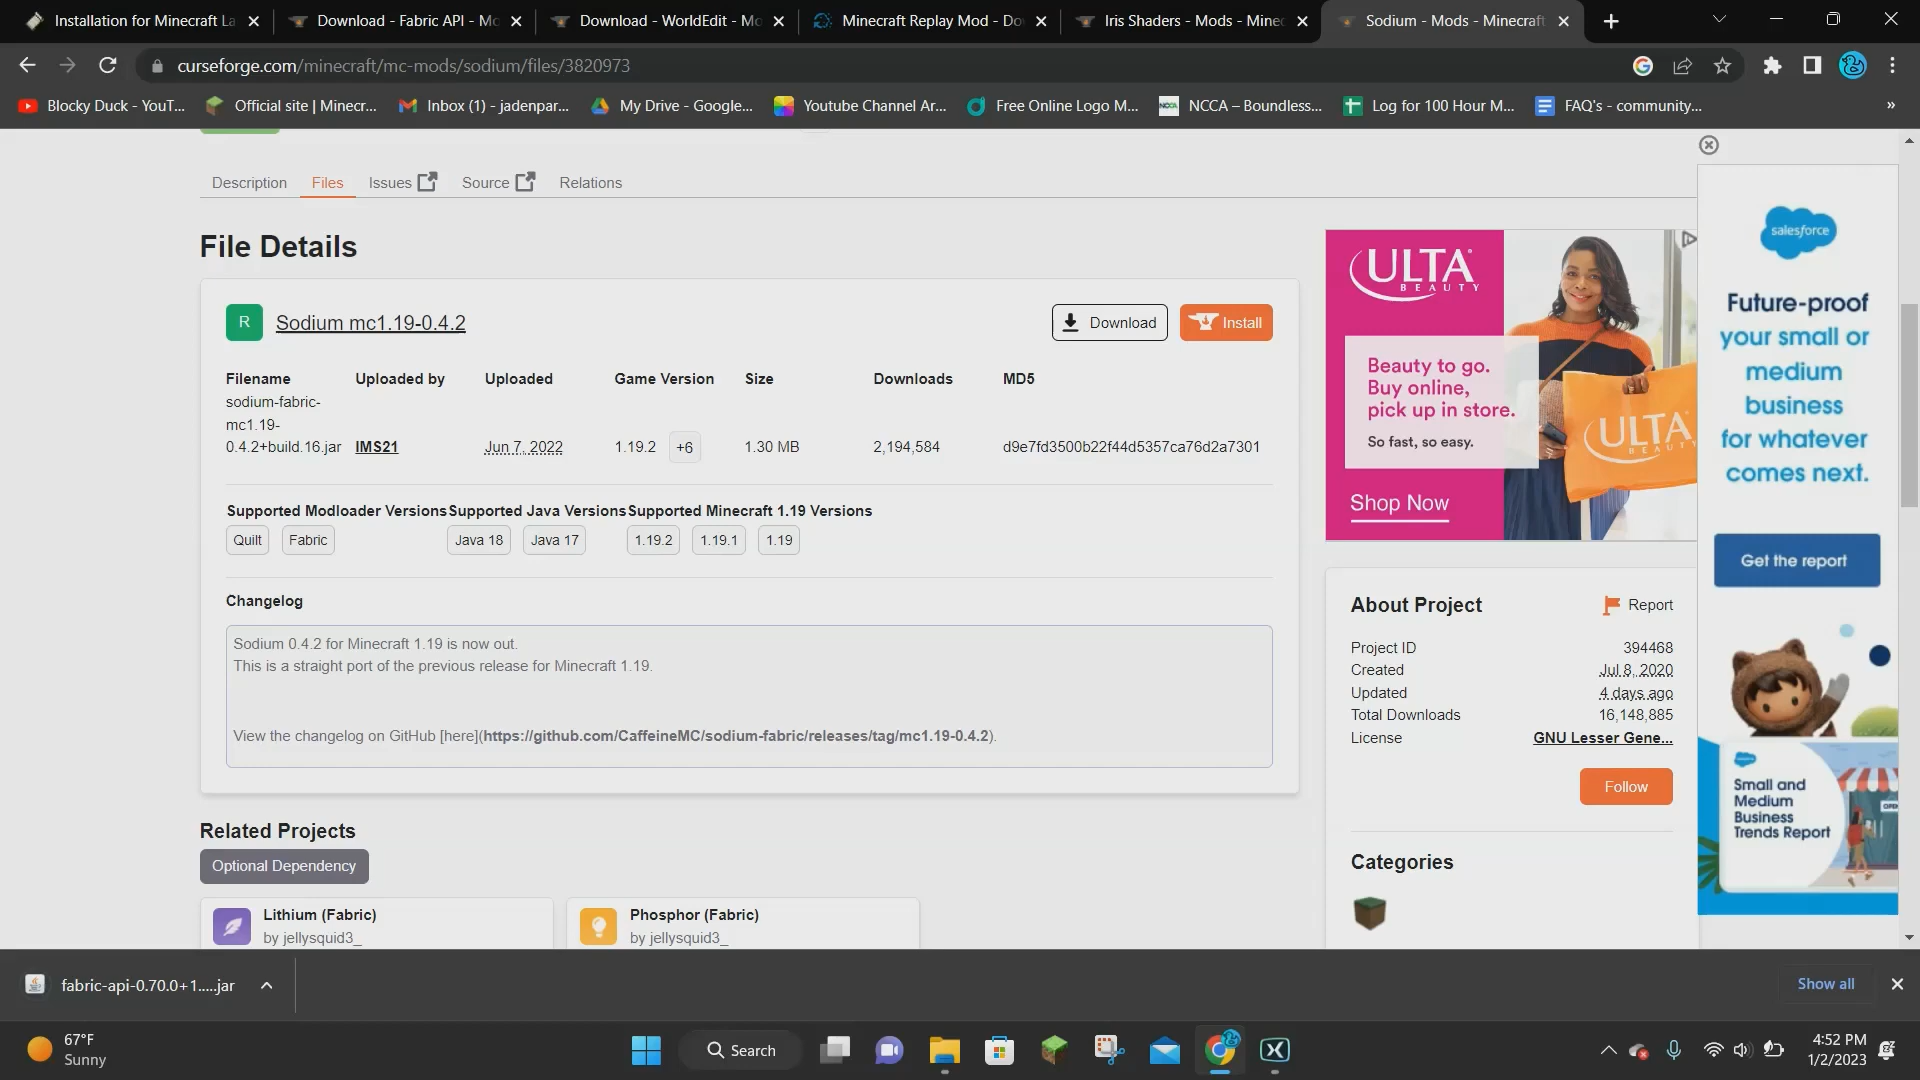 Installation for Minecraft La
Download - Fabric API - Mo
Download - WorldEdit - Mo
Minecraft Replay Mod - Do
Iris Shaders - Mods - Minec
Sodium - Mods - Minecraft
curseforge.com/minecraft/mc-mods/sodium/files/3820973
Blocky Duck - YouT...
Official site | Minecr...
Inbox (1) - jadenpar...
My Drive - Google...
Youtube Channel Ar...
Free Online Logo M...
NCCA – Boundless...
Log for 100 Hour M...
FAQ's - community...
»
Description
Files
Issues
Source
Relations
File Details
R
Sodium mc1.19-0.4.2
Download
Install
Filename
Uploaded by
Uploaded
Game Version
Size
Downloads
MD5
sodium-fabric-
mc1.19-
0.4.2+build.16.jar
IMS21
Jun 7, 2022
1.19.2
+6
1.30 MB
2,194,584
d9e7fd3500b22f44d5357ca76d2a7301
Supported Modloader Versions
Supported Java Versions
Supported Minecraft 1.19 Versions
Quilt
Fabric
Java 18
Java 17
1.19.2
1.19.1
1.19
Changelog
Sodium 0.4.2 for Minecraft 1.19 is now out.
This is a straight port of the previous release for Minecraft 1.19.
View the changelog on GitHub [here](https://github.com/CaffeineMC/sodium-fabric/releases/tag/mc1.19-0.4.2).
Related Projects
Optional Dependency
Lithium (Fabric)
by jellysquid3_
Phosphor (Fabric)
by jellysquid3_
ULTA
BEAUTY
Beauty to go.
Buy online,
pick up in store.
So fast, so easy.
Shop Now
ULTA
BEAUT
About Project
Report
Project ID
394468
Created
Jul 8, 2020
Updated
4 days ago
Total Downloads
16,148,885
License
GNU Lesser Gene...
Follow
Categories
salesforce
Future-proof
your small or
medium
business
for whatever
comes next.
Get the report
Small and
Medium
Business
Trends Report
OPEN
fabric-api-0.70.0+1.....jar
Show all
67°F
Sunny
Search
4:52 PM
1/2/2023